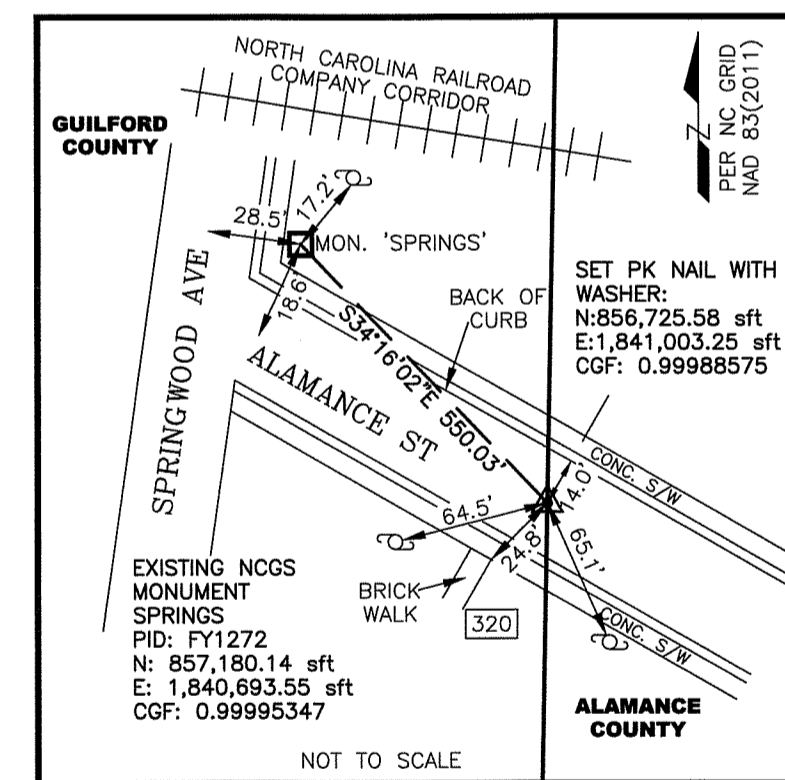 NORTH CAROLINA RAILROAD
COMPANY CORRIDOR
GUILFORD
COUNTY
Z
PER NC GRID
NAD 83(2011)
17.2'
28.5'
MON. 'SPRINGS'
18.6'
SET PK NAIL WITH
WASHER:
N:856,725.58 sft
E:1,841,003.25 sft
CGF: 0.99988575
BACK OF
CURB
S34°16'02"E 550.03'
SPRINGWOOD AVE
ALAMANCE ST
CONC. S/W
14.0'
64.5'
24.8'
65.1'
EXISTING NCGS
MONUMENT
SPRINGS
PID: FY1272
N: 857,180.14 sft
E: 1,840,693.55 sft
CGF: 0.99995347
BRICK
WALK
320
CONC. S/W
ALAMANCE
COUNTY
NOT TO SCALE